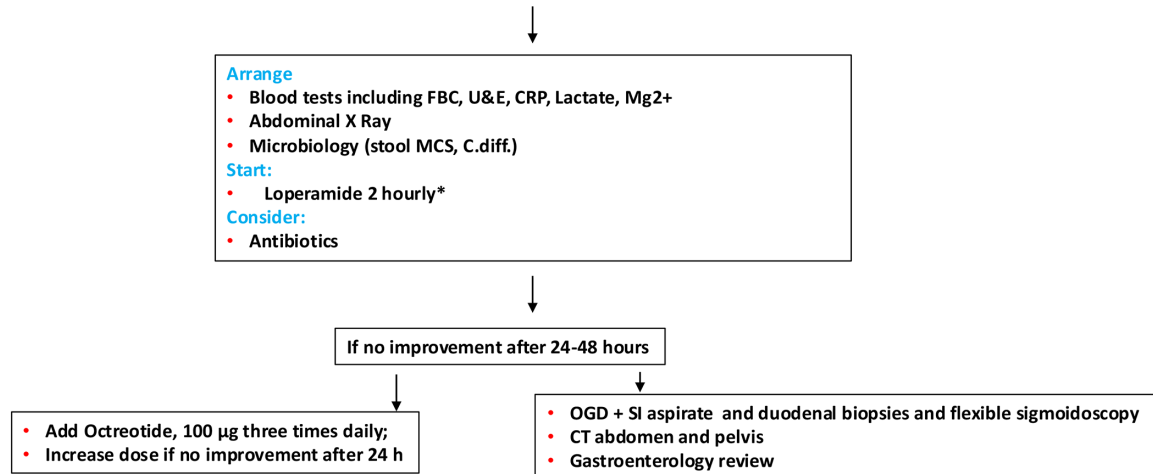 Arrange
• Blood tests including FBC, U&E, CRP, Lactate, Mg2+
• Abdominal X Ray
• Microbiology (stool MCS, C.diff.)
Start:
• Loperamide 2 hourly*
Consider:
• Antibiotics
If no improvement after 24-48 hours
• Add Octreotide, 100 µg three times daily;
• Increase dose if no improvement after 24 h
• OGD + SI aspirate and duodenal biopsies and flexible sigmoidoscopy
• CT abdomen and pelvis
• Gastroenterology review